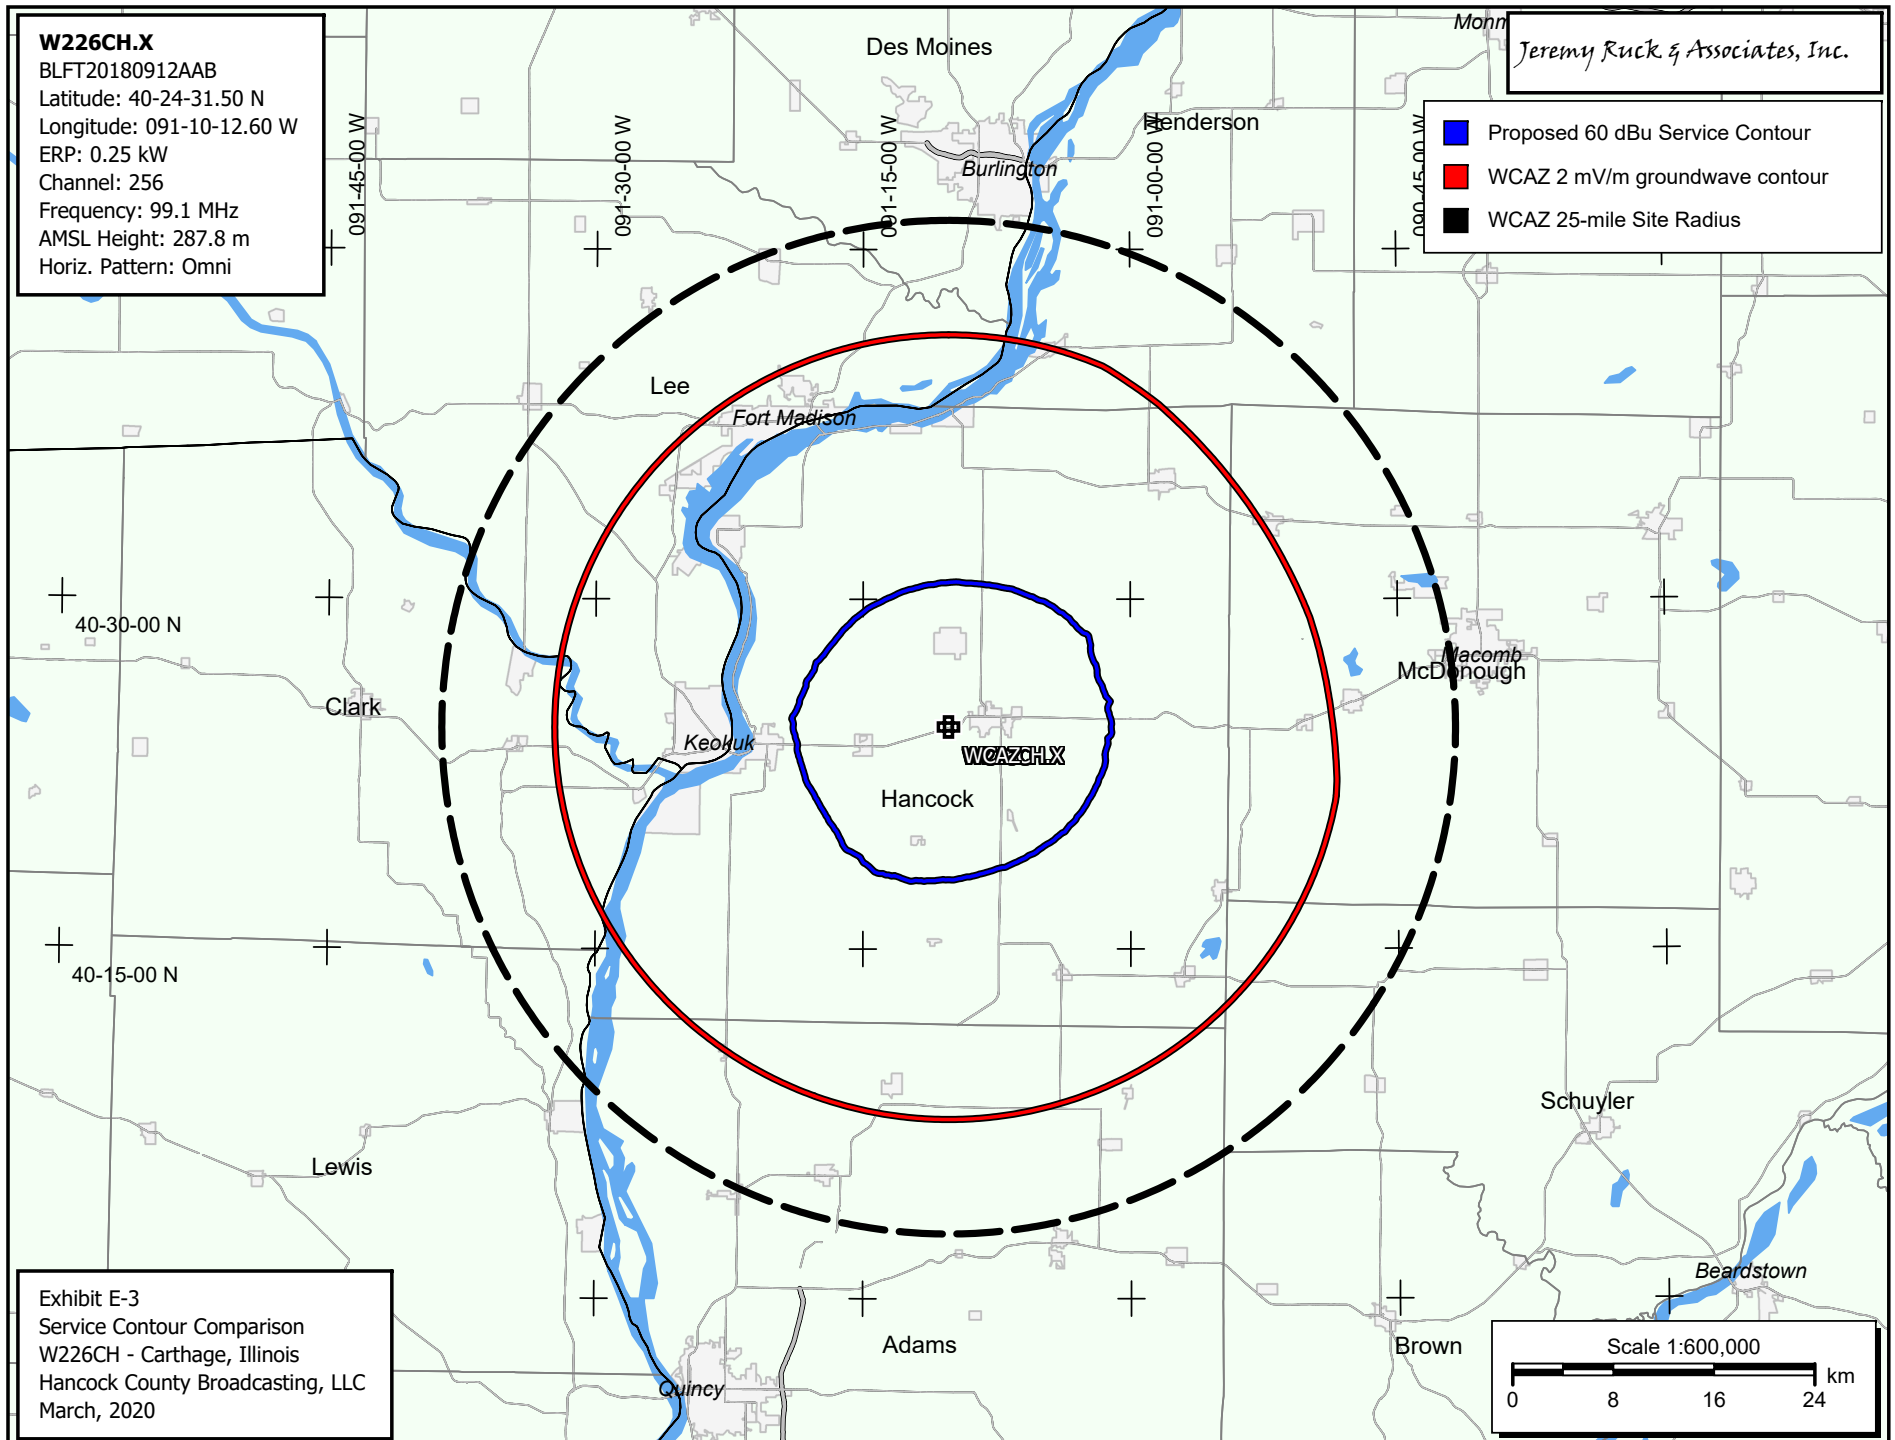 W226CH.X
BLFT20180912AAB
Latitude: 40-24-31.50 N
Longitude: 091-10-12.60 W
ERP: 0.25 kW
Channel: 256
Frequency: 99.1 MHz
AMSL Height: 287.8 m
Horiz. Pattern: Omni
Jeremy Ruck & Associates, Inc.
Proposed 60 dBu Service Contour
WCAZ 2 mV/m groundwave contour
WCAZ 25-mile Site Radius
Des Moines
Henderson
Burlington
091-45-00 W
091-30-00 W
091-15-00 W
091-00-00 W
090-45-00 W
Lee
Fort Madison
40-30-00 N
Macomb
McDonough
Clark
Keokuk
Hancock
40-15-00 N
Schuyler
Lewis
Beardstown
Adams
Brown
Quincy
Exhibit E-3
Service Contour Comparison
W226CH - Carthage, Illinois
Hancock County Broadcasting, LLC
March, 2020
Scale 1:600,000
km
0 8 16 24